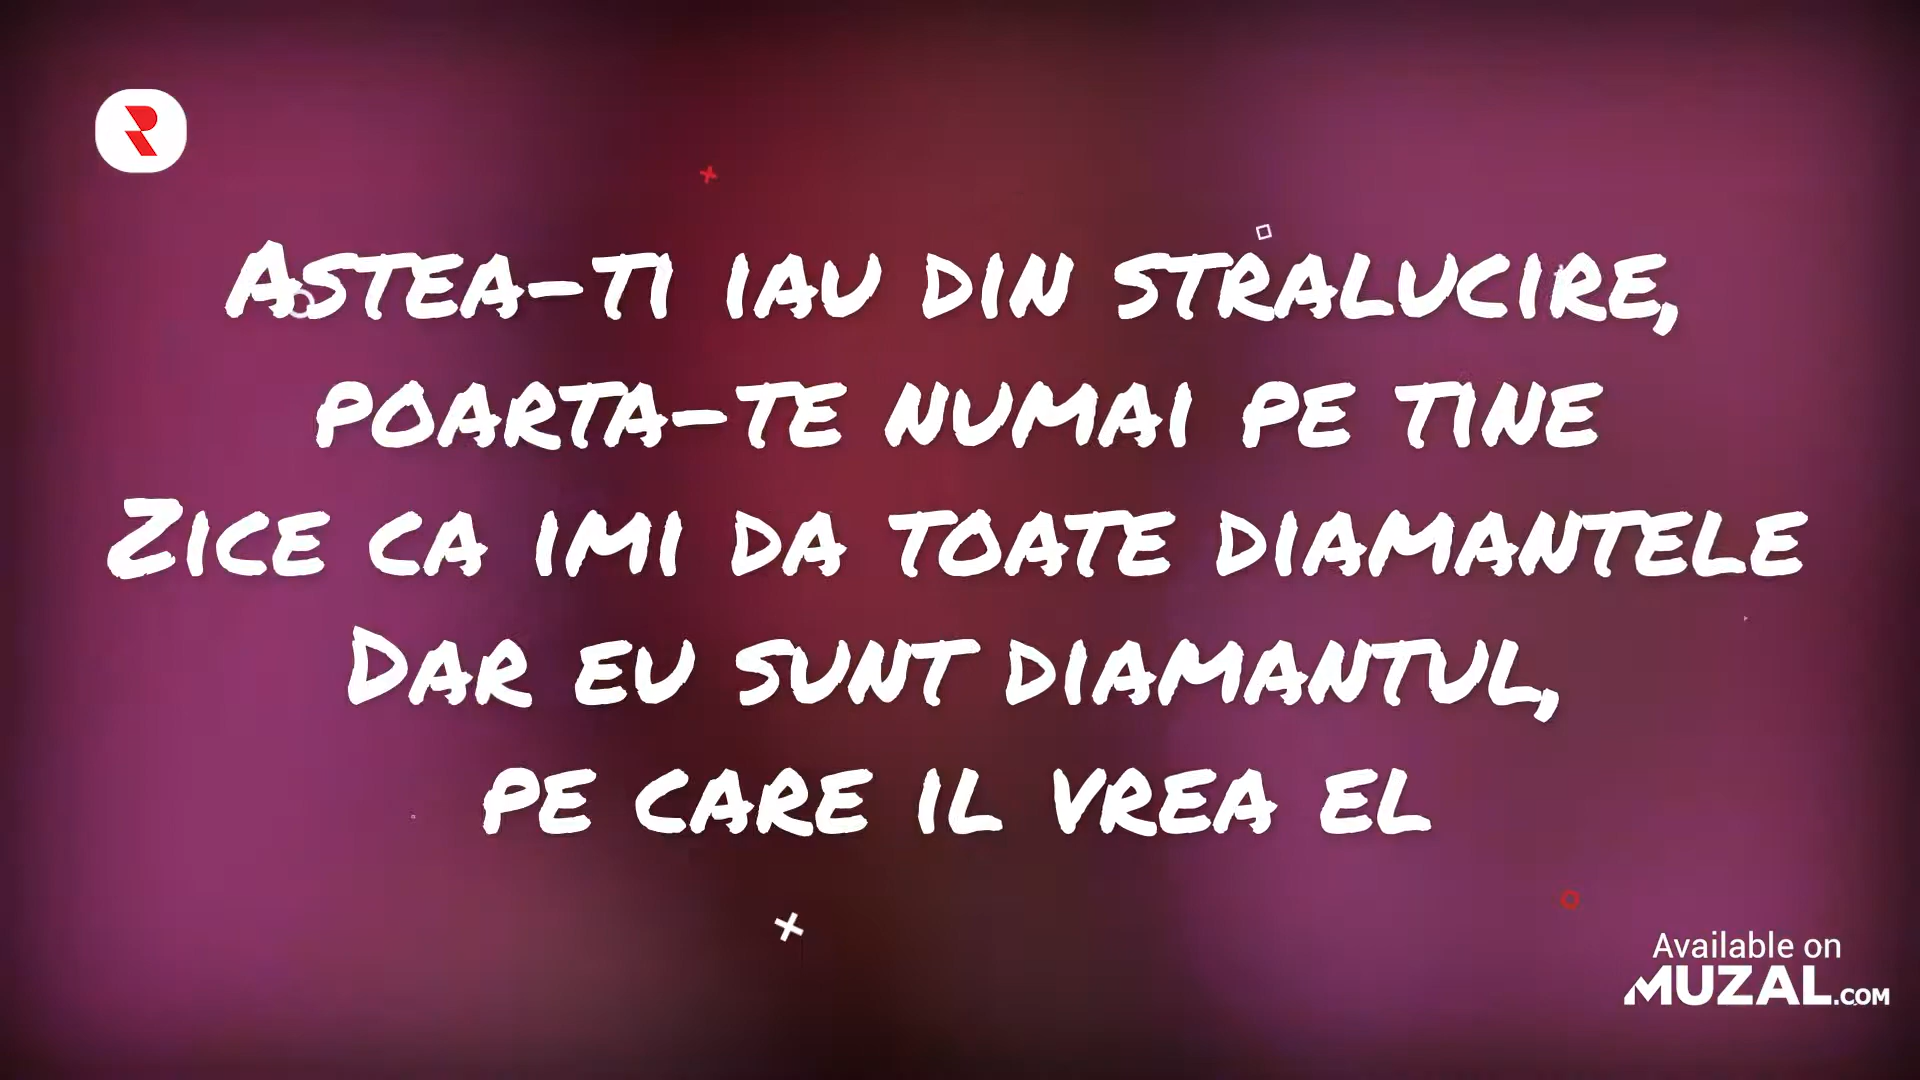 Astea-ti iau din stralucire,
poarta-te numai pe tine
Zice ca imi da toate diamantele
Dar eu sunt diamantul,
pe care il vrea el
Available on
MUZAL.COM